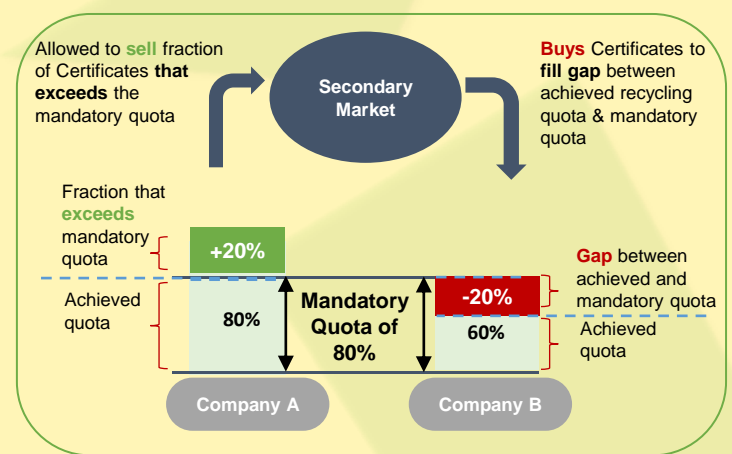 Allowed to sell fraction
of Certificates that
exceeds the
mandatory quota
Secondary
Market
Buys Certificates to
fill gap between
achieved recycling
quota & mandatory
quota
Fraction that
exceeds
mandatory
quota
+20%
Achieved
quota
80%
Mandatory
Quota of
80%
-20%
60%
Gap between
achieved and
mandatory quota
Achieved
quota
Company A
Company B